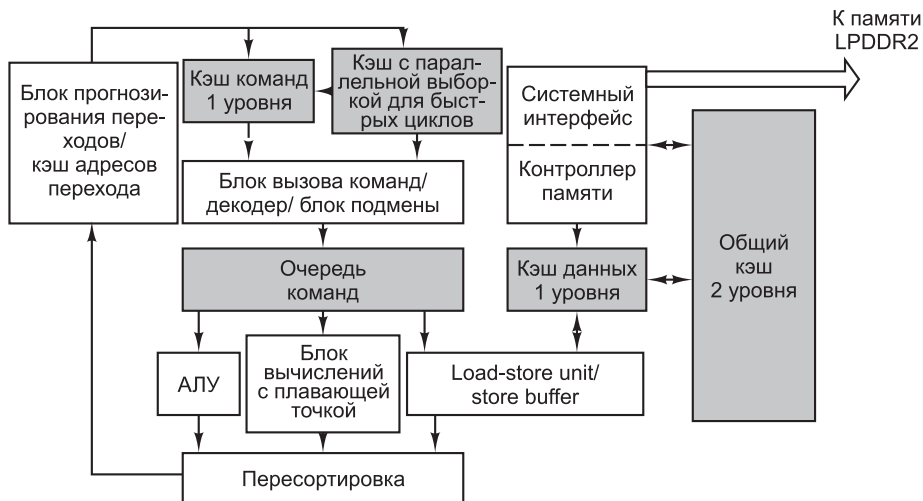 К памяти
LPDDR2
Блок прогнози-
рования пере-
ходов/
кэш адресов
перехода
Кэш команд
1 уровня
Кэш с парал-
лельной выбор-
кой для быст-
рых циклов
Системный
интерфейс
Контроллер
памяти
Блок вызова команд/
декодер/ блок подмены
Очередь
команд
Кэш данных
1 уровня
Общий
кэш
2 уровня
АЛУ
Блок
вычислений
с плавающей
точкой
Load-store unit/
store buffer
Пересортировка